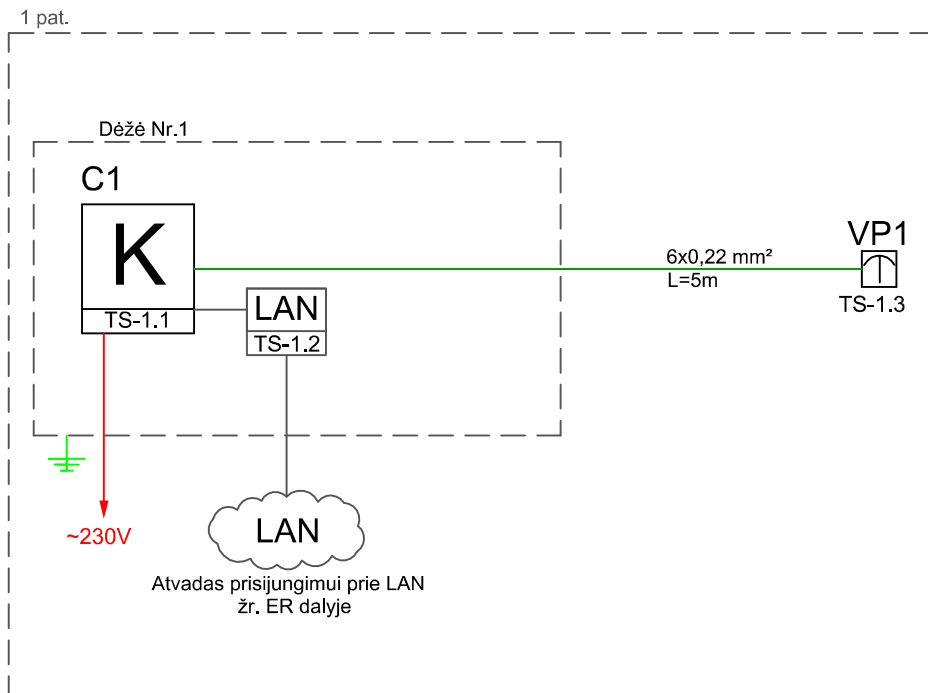 1 pat.
Dėžė Nr.1
C1
K
TS-1.1
LAN
TS-1.2
6x0,22 mm²
L=5m
VP1
TS-1.3
~230V
LAN
Atvadas prisijungimui prie LAN
žr. ER dalyje